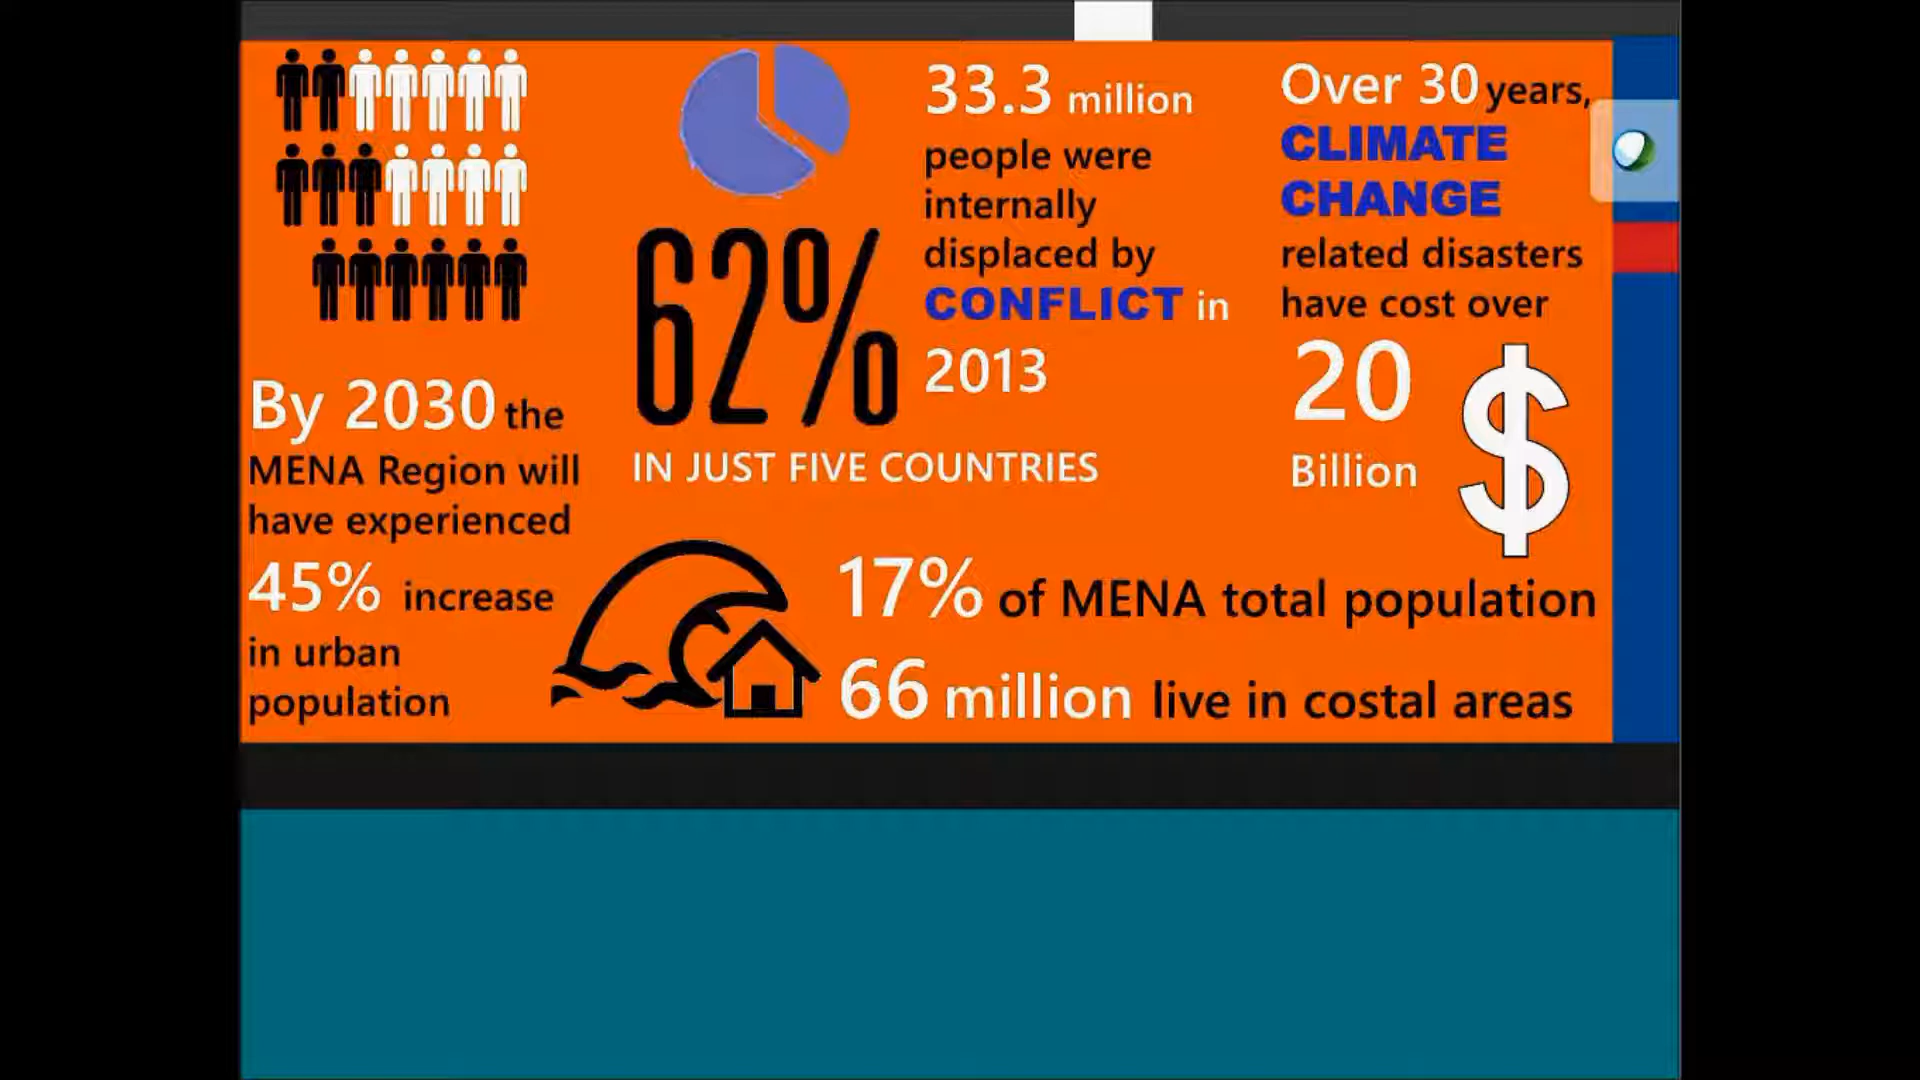 By 2030 the
MENA Region will
have experienced
45% increase
in urban
population
62%
IN JUST FIVE COUNTRIES
33.3 million
people were
internally
displaced by
CONFLICT in
2013
Over 30 years,
CLIMATE
CHANGE
related disasters
have cost over
20
Billion
$
17% of MENA total population
66 million live in costal areas